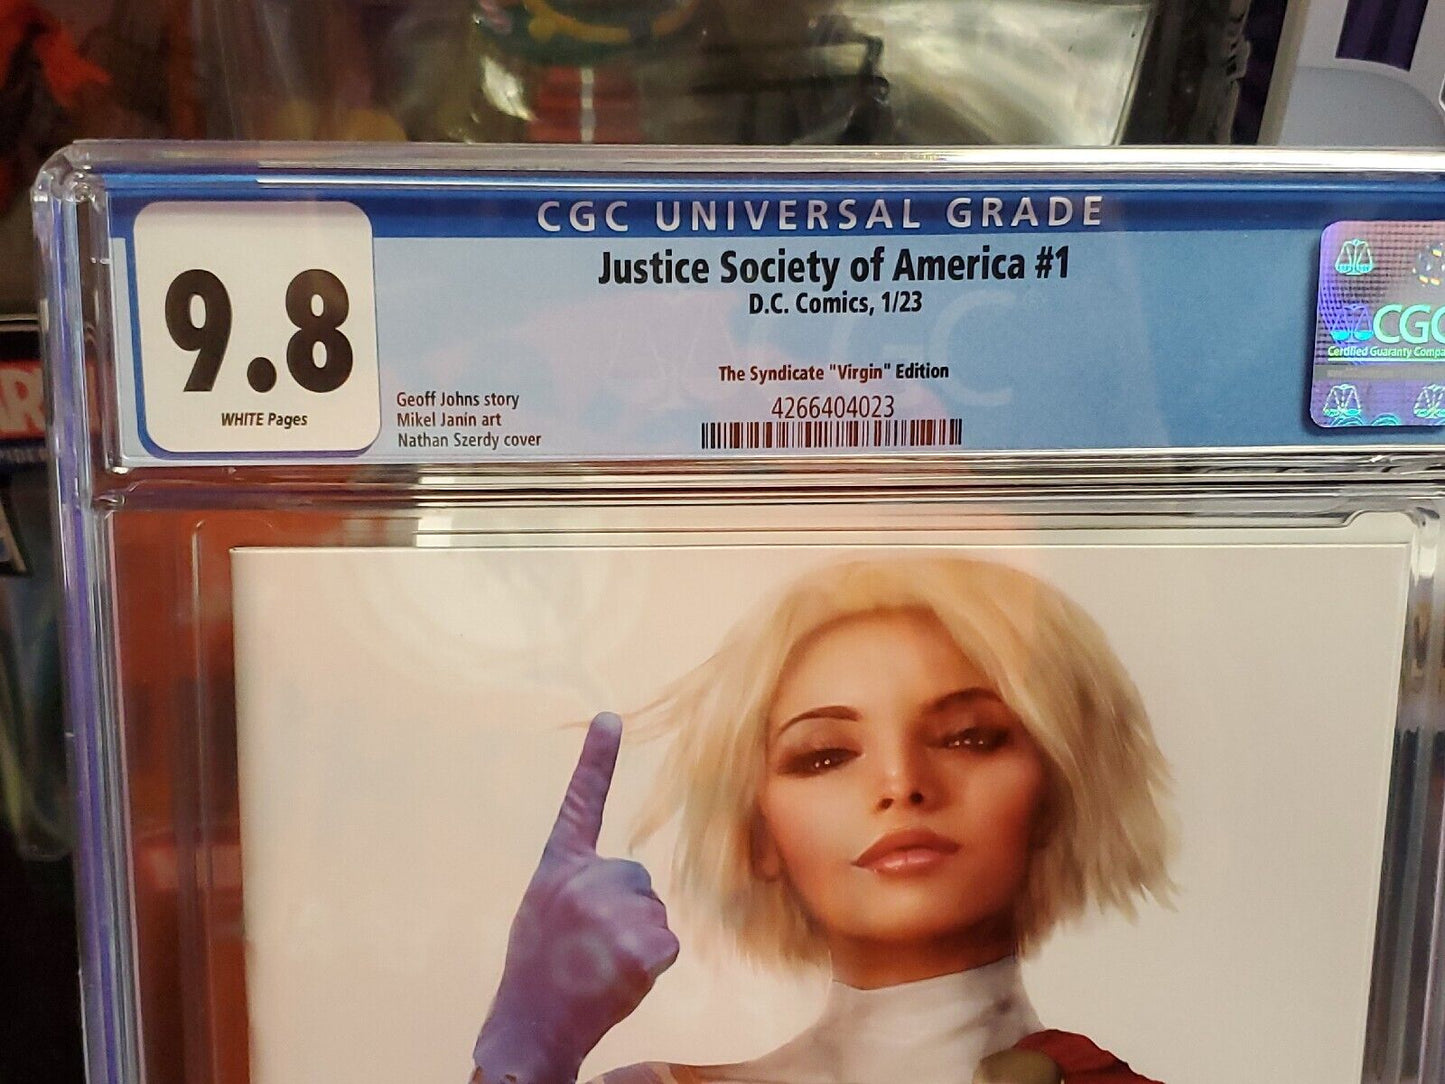 CGC UNIVERSAL GRADE
9.8
WHITE Pages
Justice Society of America #1
D.C. Comics, 1/23
The Syndicate "Virgin" Edition
4266404023
Geoff Johns story
Mikel Janín art
Nathan Szerdy cover
CGC
Certified Guaranty Compa